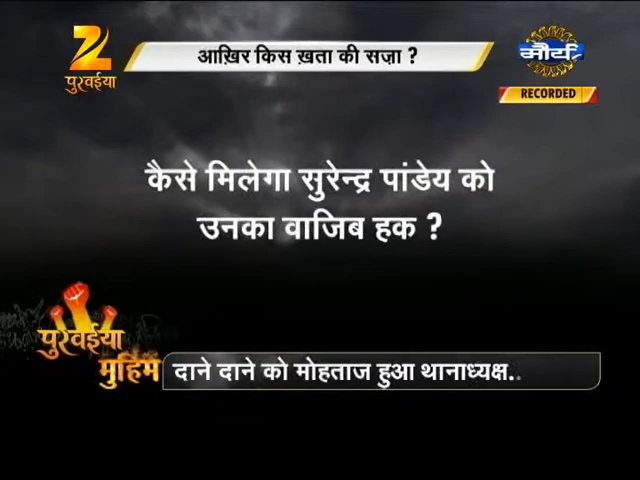 Z
पुरवईया
आख़िर किस ख़ता की सज़ा ?
मौर्य
RECORDED
कैसे मिलेगा सुरेन्द्र पांडेय को
उनका वाजिब हक ?
पुरवईया
मुहिम
दाने दाने को मोहताज हुआ थानाध्यक्ष..